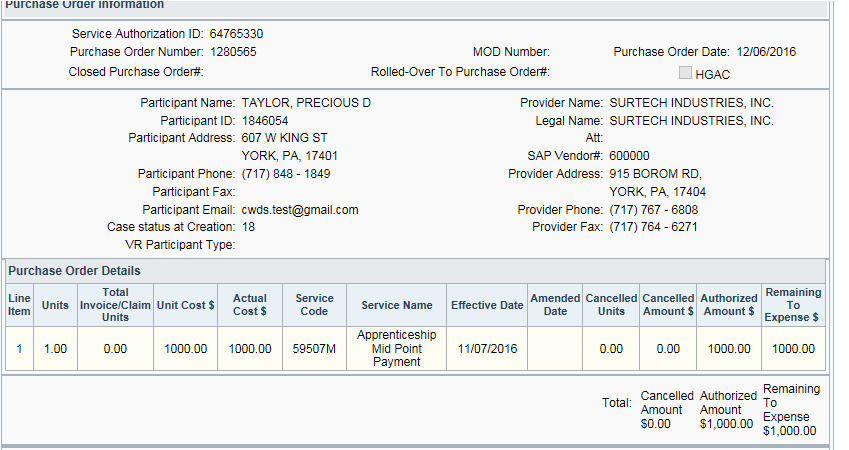 Purchase Order Information
Service Authorization ID: 64765330
Purchase Order Number: 1280565 MOD Number: Purchase Order Date: 12/06/2016
Closed Purchase Order#: Rolled-Over To Purchase Order#: HGAC
Participant Name: TAYLOR, PRECIOUS D Provider Name: SURTECH INDUSTRIES, INC.
Participant ID: 1846054 Legal Name: SURTECH INDUSTRIES, INC.
Participant Address: 607 W KING ST Att:
YORK, PA, 17401 SAP Vendor#: 600000
Participant Phone: (717) 848 - 1849 Provider Address: 915 BOROM RD,
Participant Fax: YORK, PA, 17404
Participant Email: cwds.test@gmail.com Provider Phone: (717) 767 - 6808
Case status at Creation: 18 Provider Fax: (717) 764 - 6271
VR Participant Type:
Purchase Order Details
Line Item Units Total Invoice/Claim Units Unit Cost $ Actual Cost $ Service Code Service Name Effective Date Amended Date Cancelled Units Cancelled Amount $ Authorized Amount $ Remaining To Expense $
1 1.00 0.00 1000.00 1000.00 59507M Apprenticeship Mid Point Payment 11/07/2016 0.00 0.00 1000.00 1000.00
Total: Cancelled Amount $0.00 Authorized Amount $1,000.00 Remaining To Expense $1,000.00